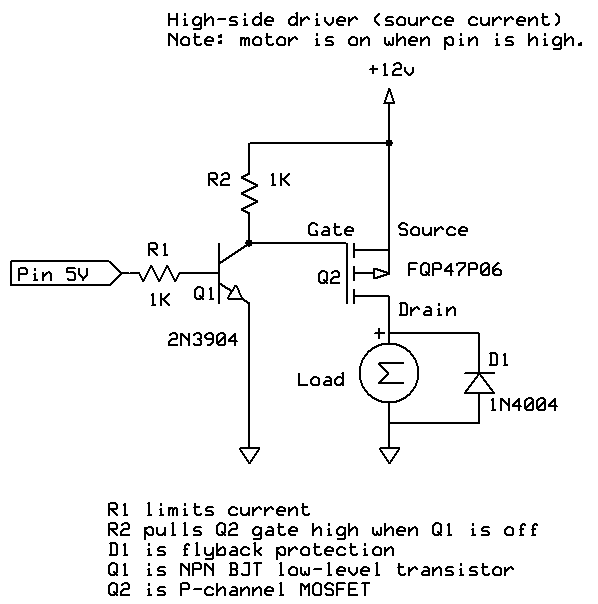 High-side driver (source current)
Note: motor is on when pin is high.
+12v
R2 1K
Gate
Source
R1
Pin 5V
1K
Q1
Q2
FQP47P06
2N3904
Drain
+
D1
Load
Σ
1N4004
R1 limits current
R2 pulls Q2 gate high when Q1 is off
D1 is flyback protection
Q1 is NPN BJT low-level transistor
Q2 is P-channel MOSFET